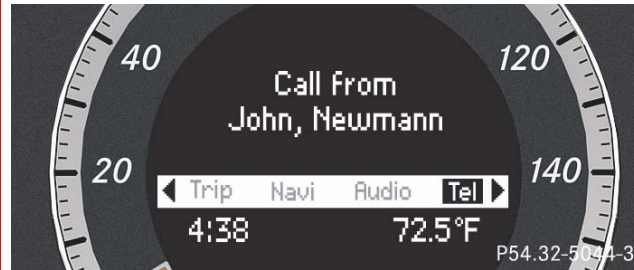 40
120
Call from
John, Newmann
20
140
Trip Navi Audio Tel
4:38 72.5°F
P54.32-5044-3